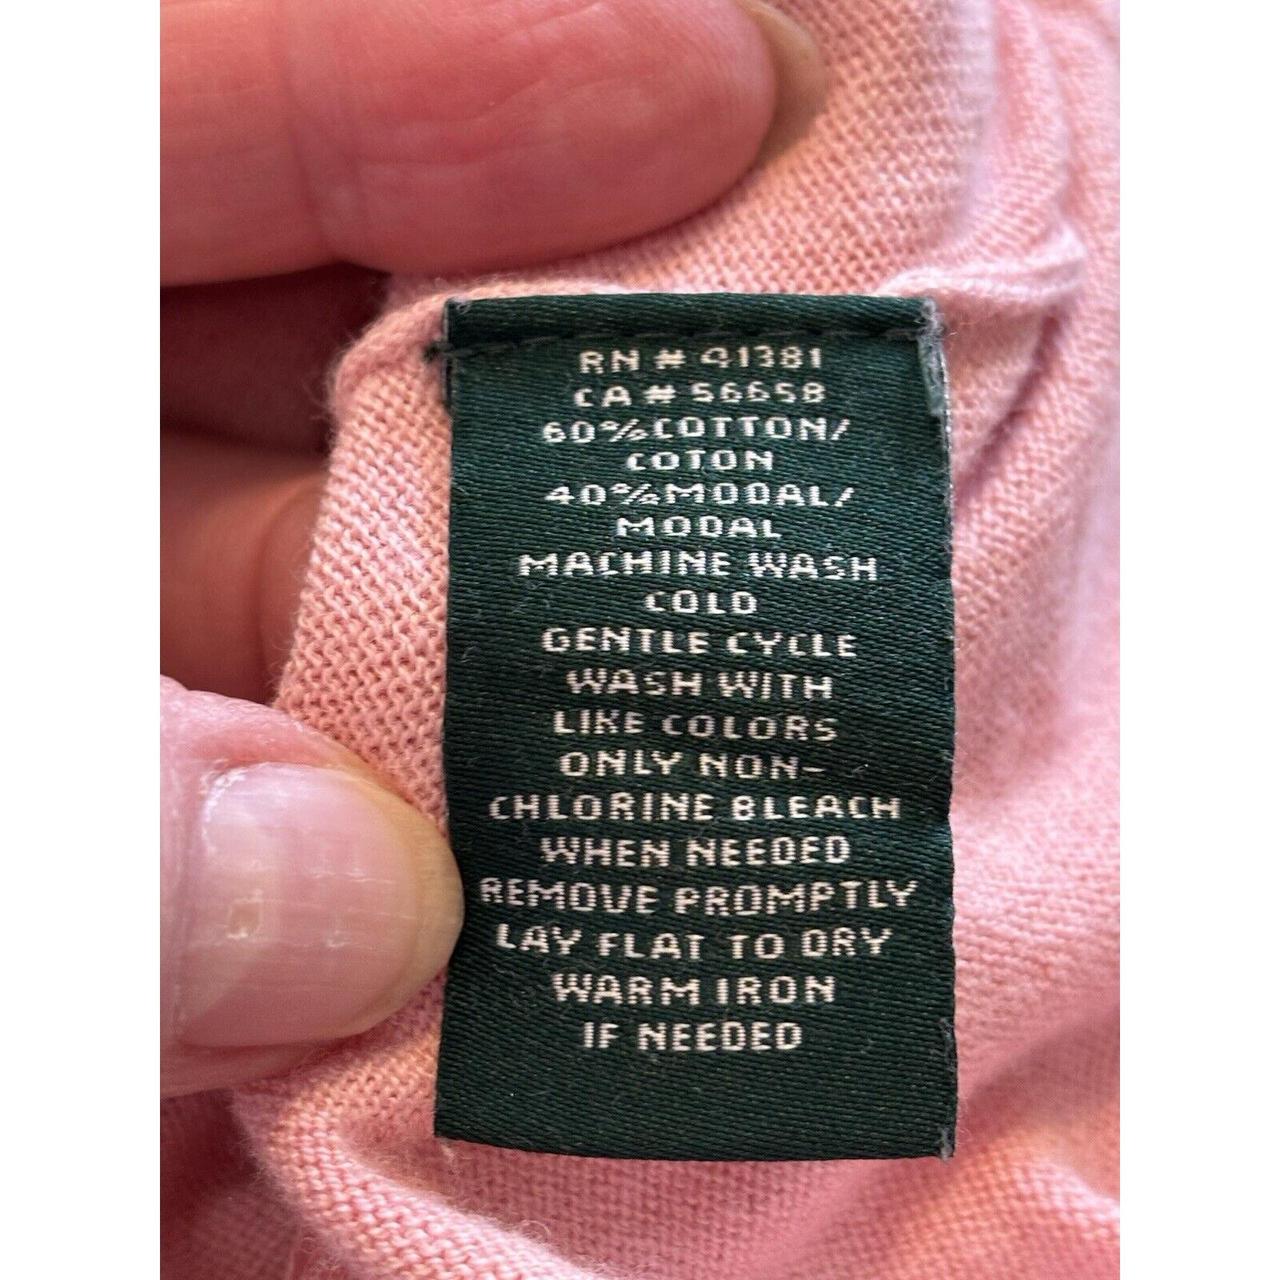 RN # 41381
CA # 56658
60%COTTON/
COTON
40%MODAL/
MODAL
MACHINE WASH
COLD
GENTLE CYCLE
WASH WITH
LIKE COLORS
ONLY NON-
CHLORINE BLEACH
WHEN NEEDED
REMOVE PROMPTLY
LAY FLAT TO DRY
WARM IRON
IF NEEDED